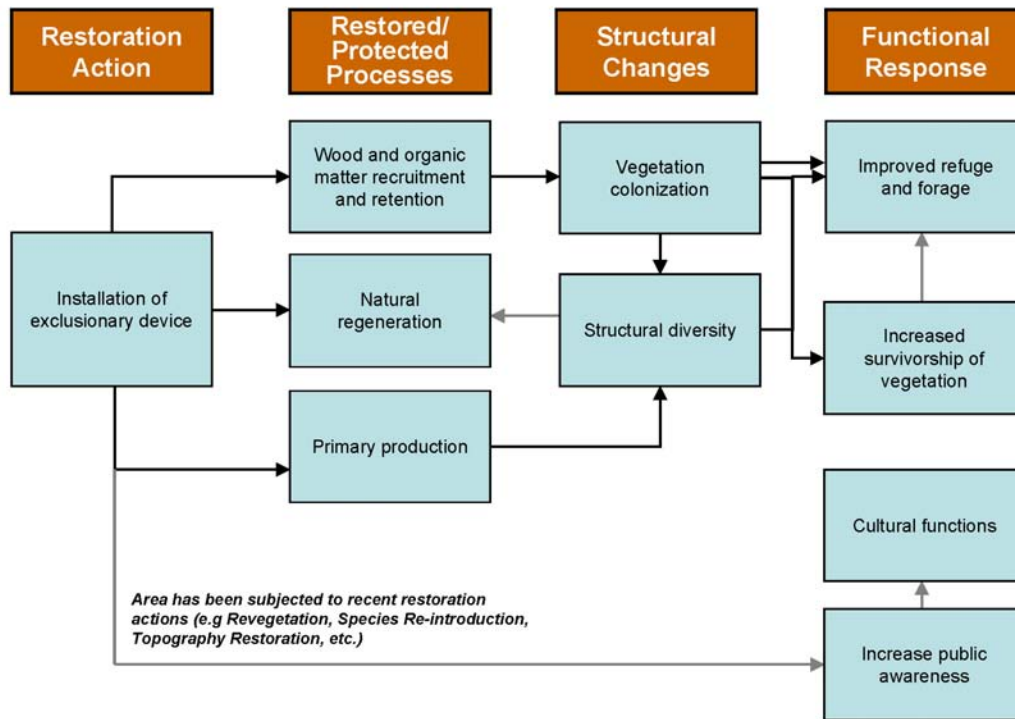 Restoration
Action
Restored/
Protected
Processes
Structural
Changes
Functional
Response
Wood and organic
matter recruitment
and retention
Vegetation
colonization
Improved refuge
and forage
Installation of
exclusionary device
Natural
regeneration
Structural diversity
Increased
survivorship of
vegetation
Primary production
Cultural functions
Area has been subjected to recent restoration
actions (e.g Revegetation, Species Re-introduction,
Topography Restoration, etc.)
Increase public
awareness